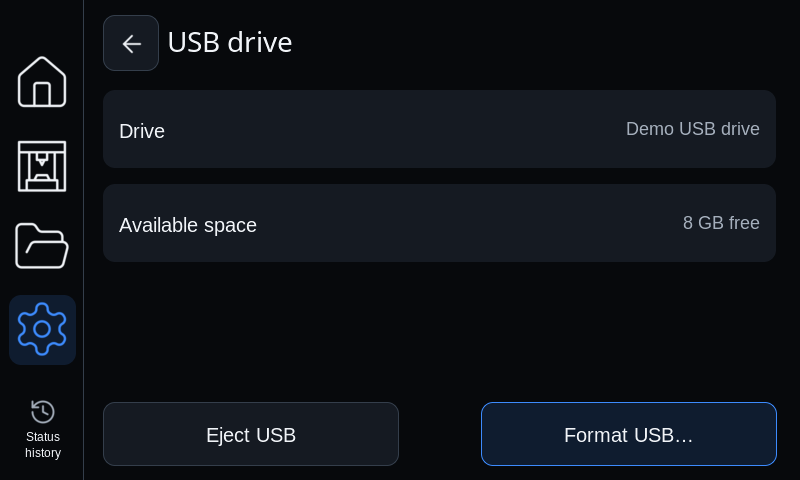 USB drive
Drive
Demo USB drive
Available space
8 GB free
Eject USB
Format USB…
Status
history